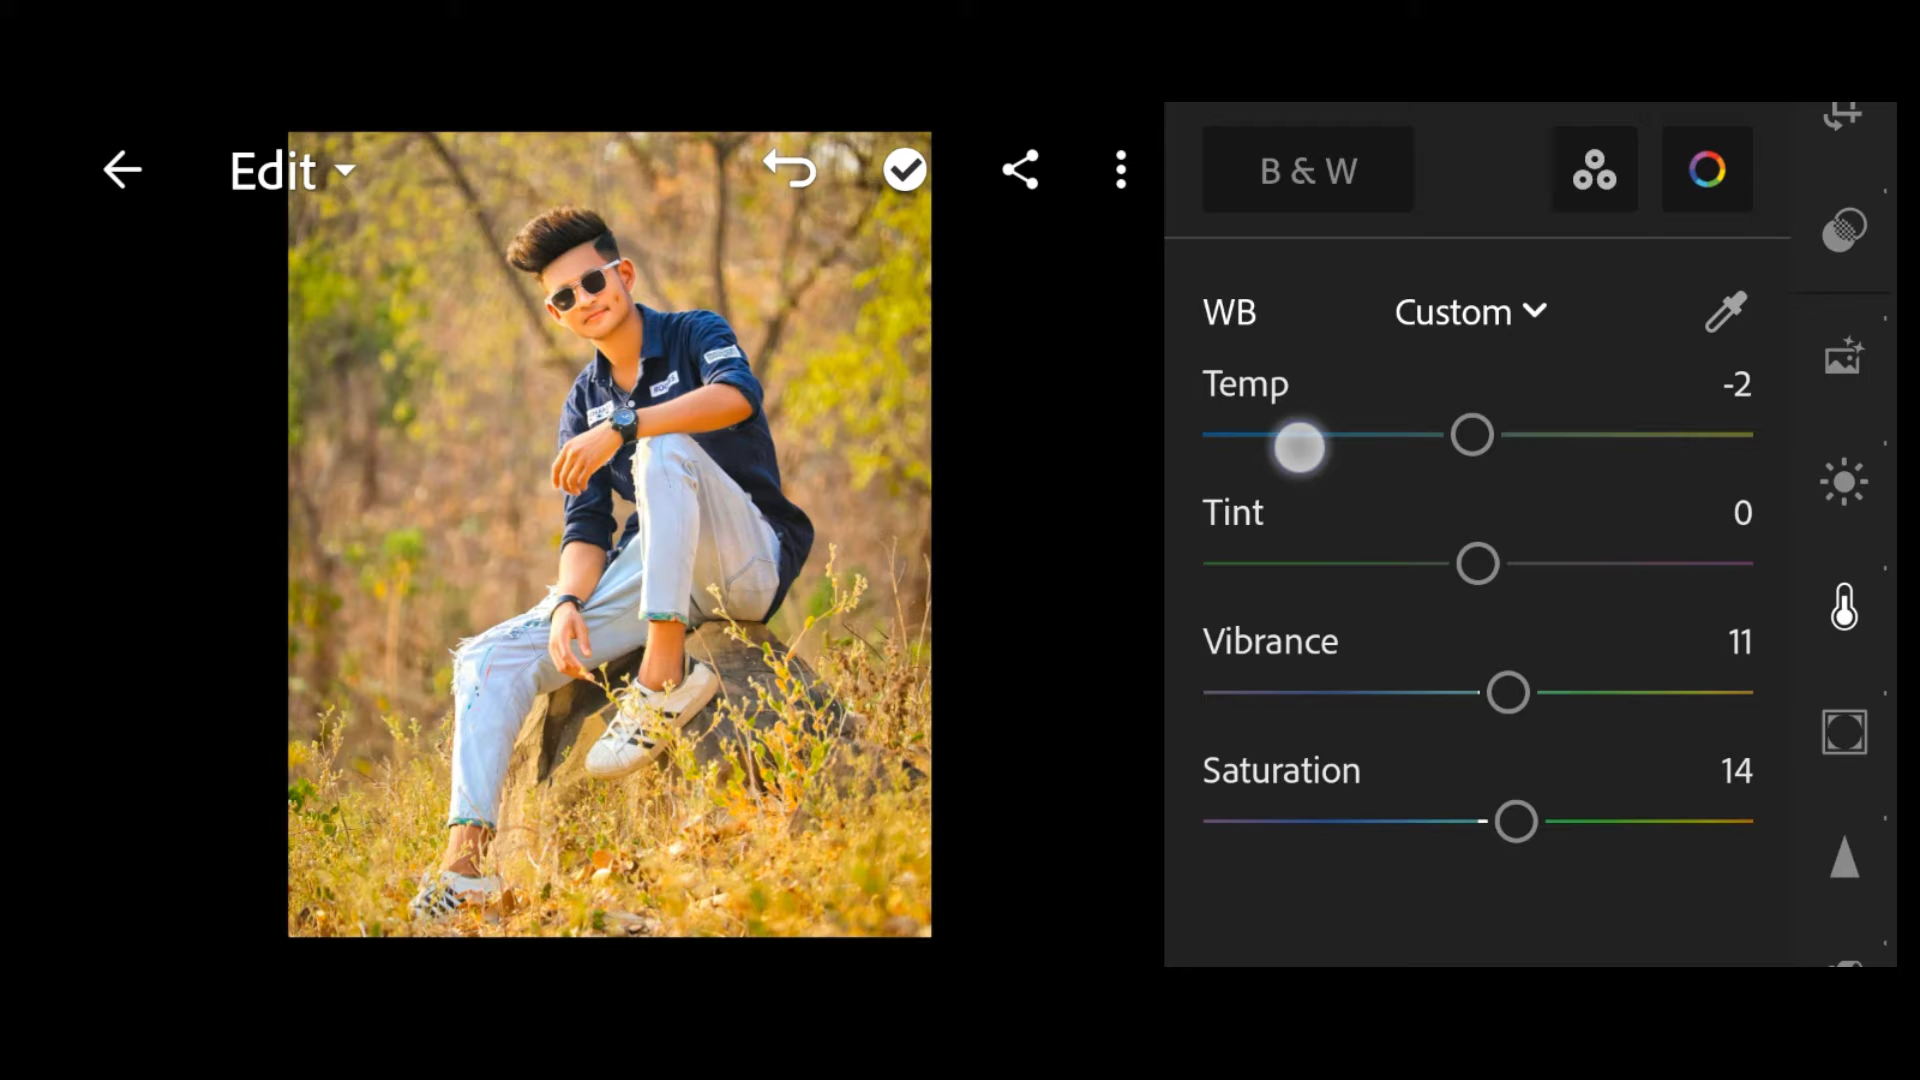 Edit
B & W
WB Custom
Temp -2
Tint 0
Vibrance 11
Saturation 14